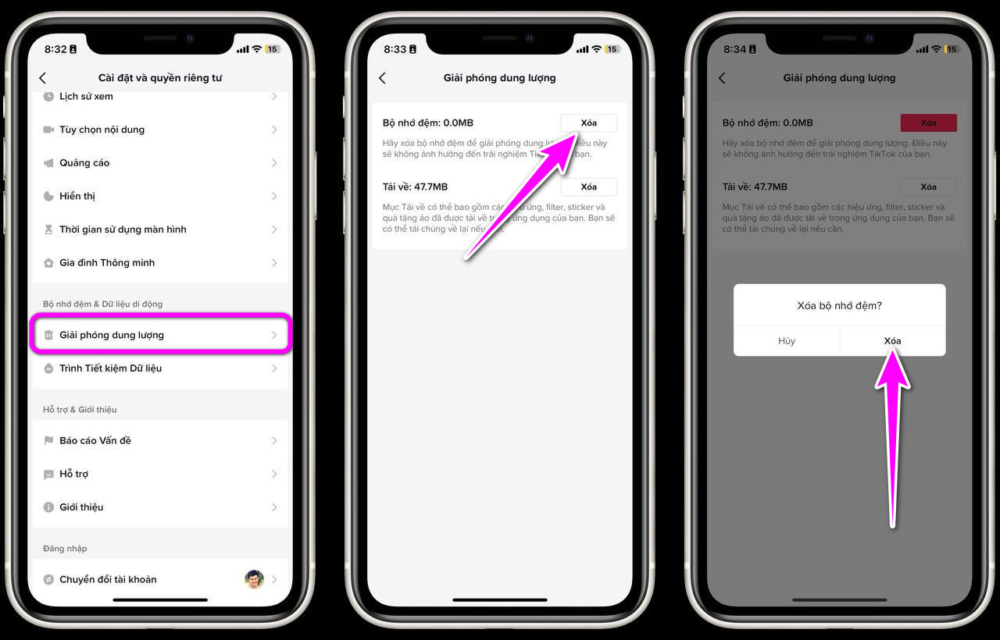 8:32
15
Cài đặt và quyền riêng tư
Lịch sử xem
Tùy chọn nội dung
Quảng cáo
Hiển thị
Thời gian sử dụng màn hình
Gia đình Thông minh
Bộ nhớ đệm & Dữ liệu di động
Giải phóng dung lượng
Trình Tiết kiệm Dữ liệu
Hỗ trợ & Giới thiệu
Báo cáo Vấn đề
Hỗ trợ
Giới thiệu
Đăng nhập
Chuyển đổi tài khoản
8:33
15
Giải phóng dung lượng
Bộ nhớ đệm: 0.0MB
Xóa
Hãy xóa bộ nhớ đệm để giải phóng dung Điều này
sẽ không ảnh hưởng đến trải nghiệm bạn.
Tải về: 47.7MB
Xóa
Mục Tải về có thể bao gồm các ứng, filter, sticker và
quà tặng ảo đã được tải về ứng dụng của bạn. Bạn sẽ
có thể tải chúng về lại nếu
8:34
15
Giải phóng dung lượng
Bộ nhớ đệm: 0.0MB
Xóa
Hãy xóa bộ nhớ đệm để giải phóng dung lượng. Điều này
sẽ không ảnh hưởng đến trải nghiệm TikTok của bạn.
Tải về: 47.7MB
Xóa
Mục Tải về có thể bao gồm các hiệu ứng, filter, sticker và
quà tặng ảo đã được tải về trong ứng dụng của bạn. Bạn sẽ
có thể tải chúng về lại nếu cần.
Xóa bộ nhớ đệm?
Hủy
Xóa